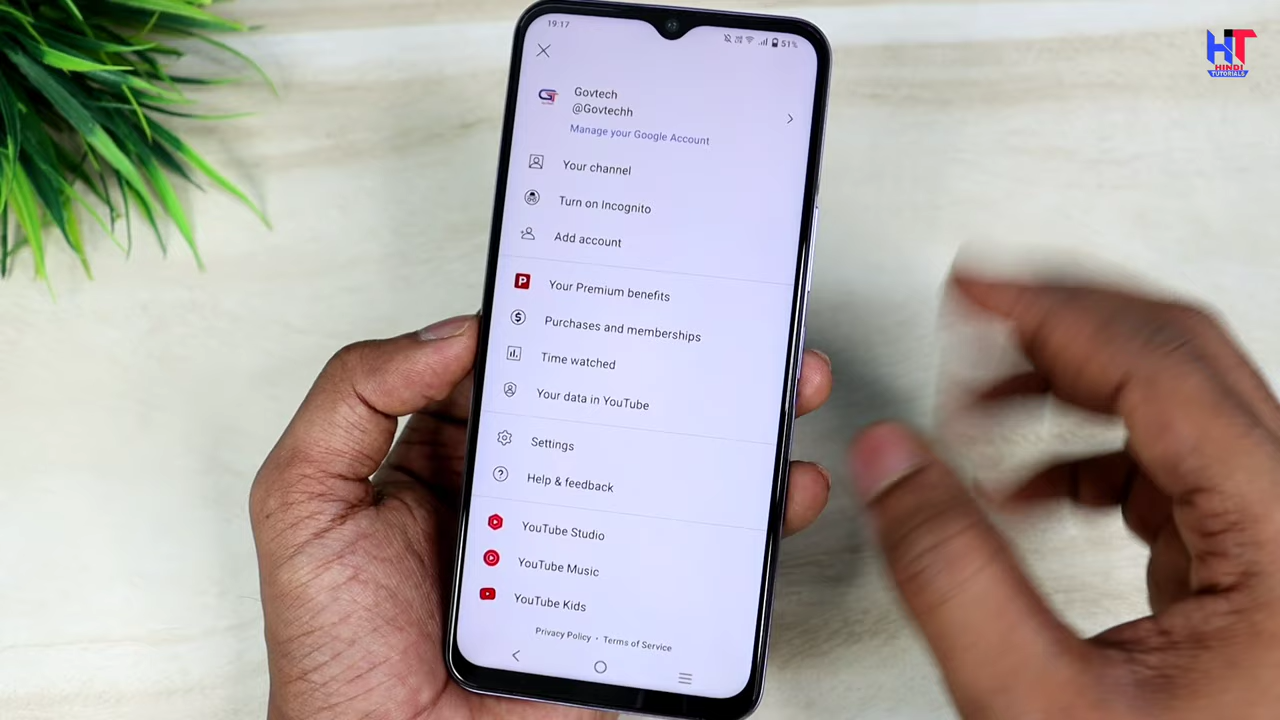 19:17
51%
HT
HINDI
TUTORIALS
GT
Govtech
@Govtechh
Manage your Google Account
Your channel
Turn on Incognito
Add account
P
Your Premium benefits
$
Purchases and memberships
Time watched
Your data in YouTube
Settings
?
Help & feedback
YouTube Studio
YouTube Music
YouTube Kids
Privacy Policy • Terms of Service